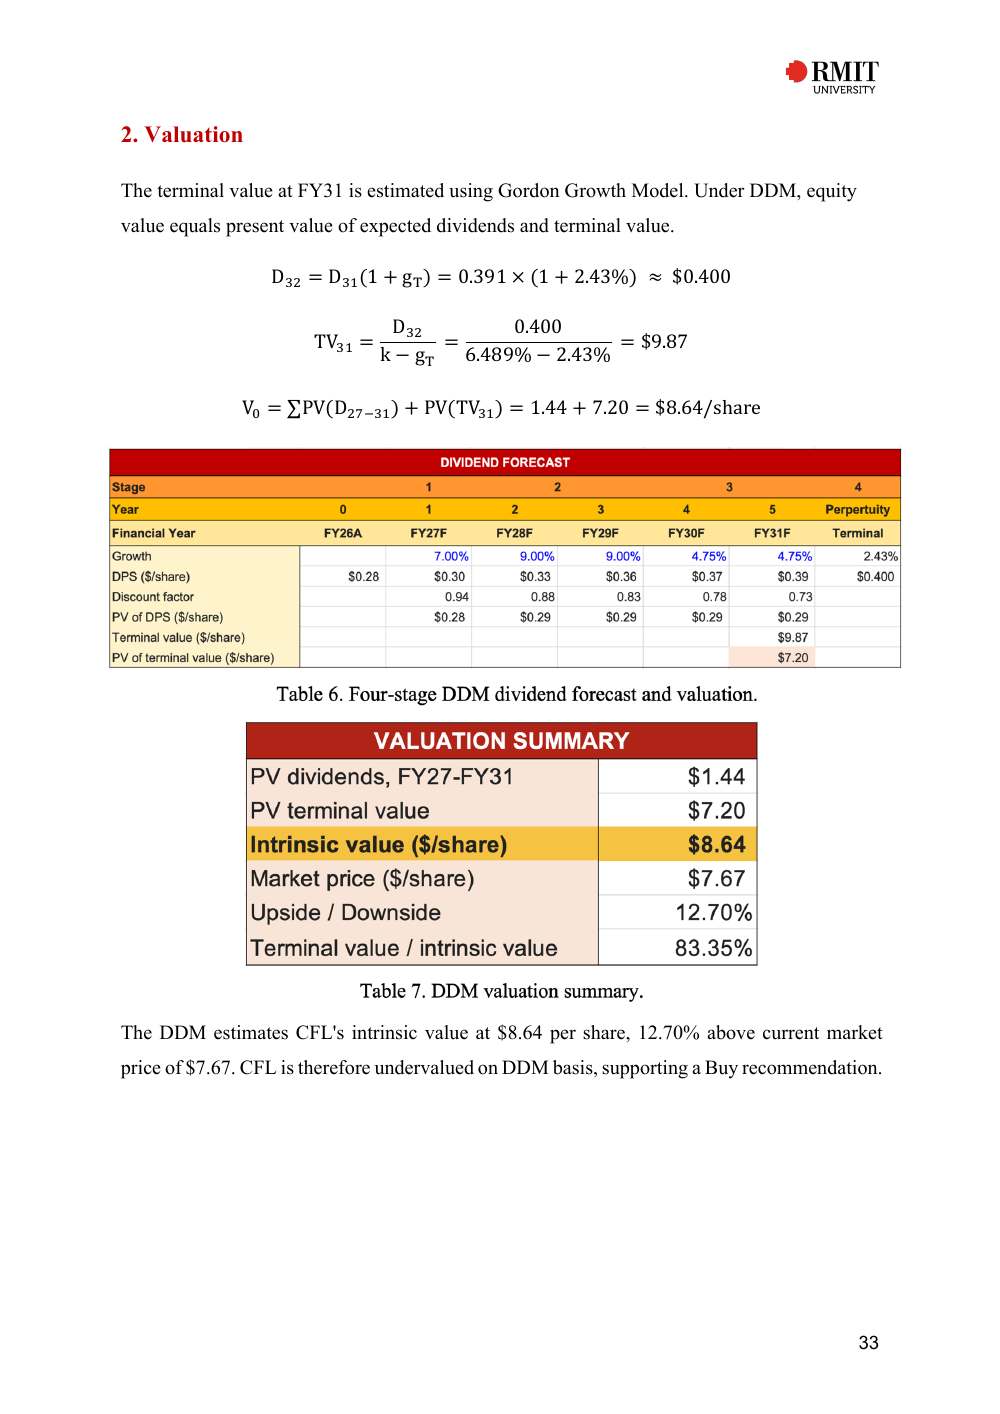 RMIT
UNIVERSITY
2. Valuation
The terminal value at FY31 is estimated using Gordon Growth Model. Under DDM, equity
value equals present value of expected dividends and terminal value.
D₃₂ = D₃₁(1 + g_T) = 0.391 × (1 + 2.43%) ≈ $0.400
TV₃₁ = D₃₂ / (k − g_T) = 0.400 / (6.489% − 2.43%) = $9.87
V₀ = ∑PV(D₂₇₋₃₁) + PV(TV₃₁) = 1.44 + 7.20 = $8.64/share
DIVIDEND FORECAST
Stage 1 2 3 4
Year 0 1 2 3 4 5 Perpertuity
Financial Year FY26A FY27F FY28F FY29F FY30F FY31F Terminal
Growth 7.00% 9.00% 9.00% 4.75% 4.75% 2.43%
DPS ($/share) $0.28 $0.30 $0.33 $0.36 $0.37 $0.39 $0.400
Discount factor 0.94 0.88 0.83 0.78 0.73
PV of DPS ($/share) $0.28 $0.29 $0.29 $0.29 $0.29
Terminal value ($/share) $9.87
PV of terminal value ($/share) $7.20
Table 6. Four-stage DDM dividend forecast and valuation.
VALUATION SUMMARY
PV dividends, FY27-FY31 $1.44
PV terminal value $7.20
Intrinsic value ($/share) $8.64
Market price ($/share) $7.67
Upside / Downside 12.70%
Terminal value / intrinsic value 83.35%
Table 7. DDM valuation summary.
The DDM estimates CFL's intrinsic value at $8.64 per share, 12.70% above current market
price of $7.67. CFL is therefore undervalued on DDM basis, supporting a Buy recommendation.
33